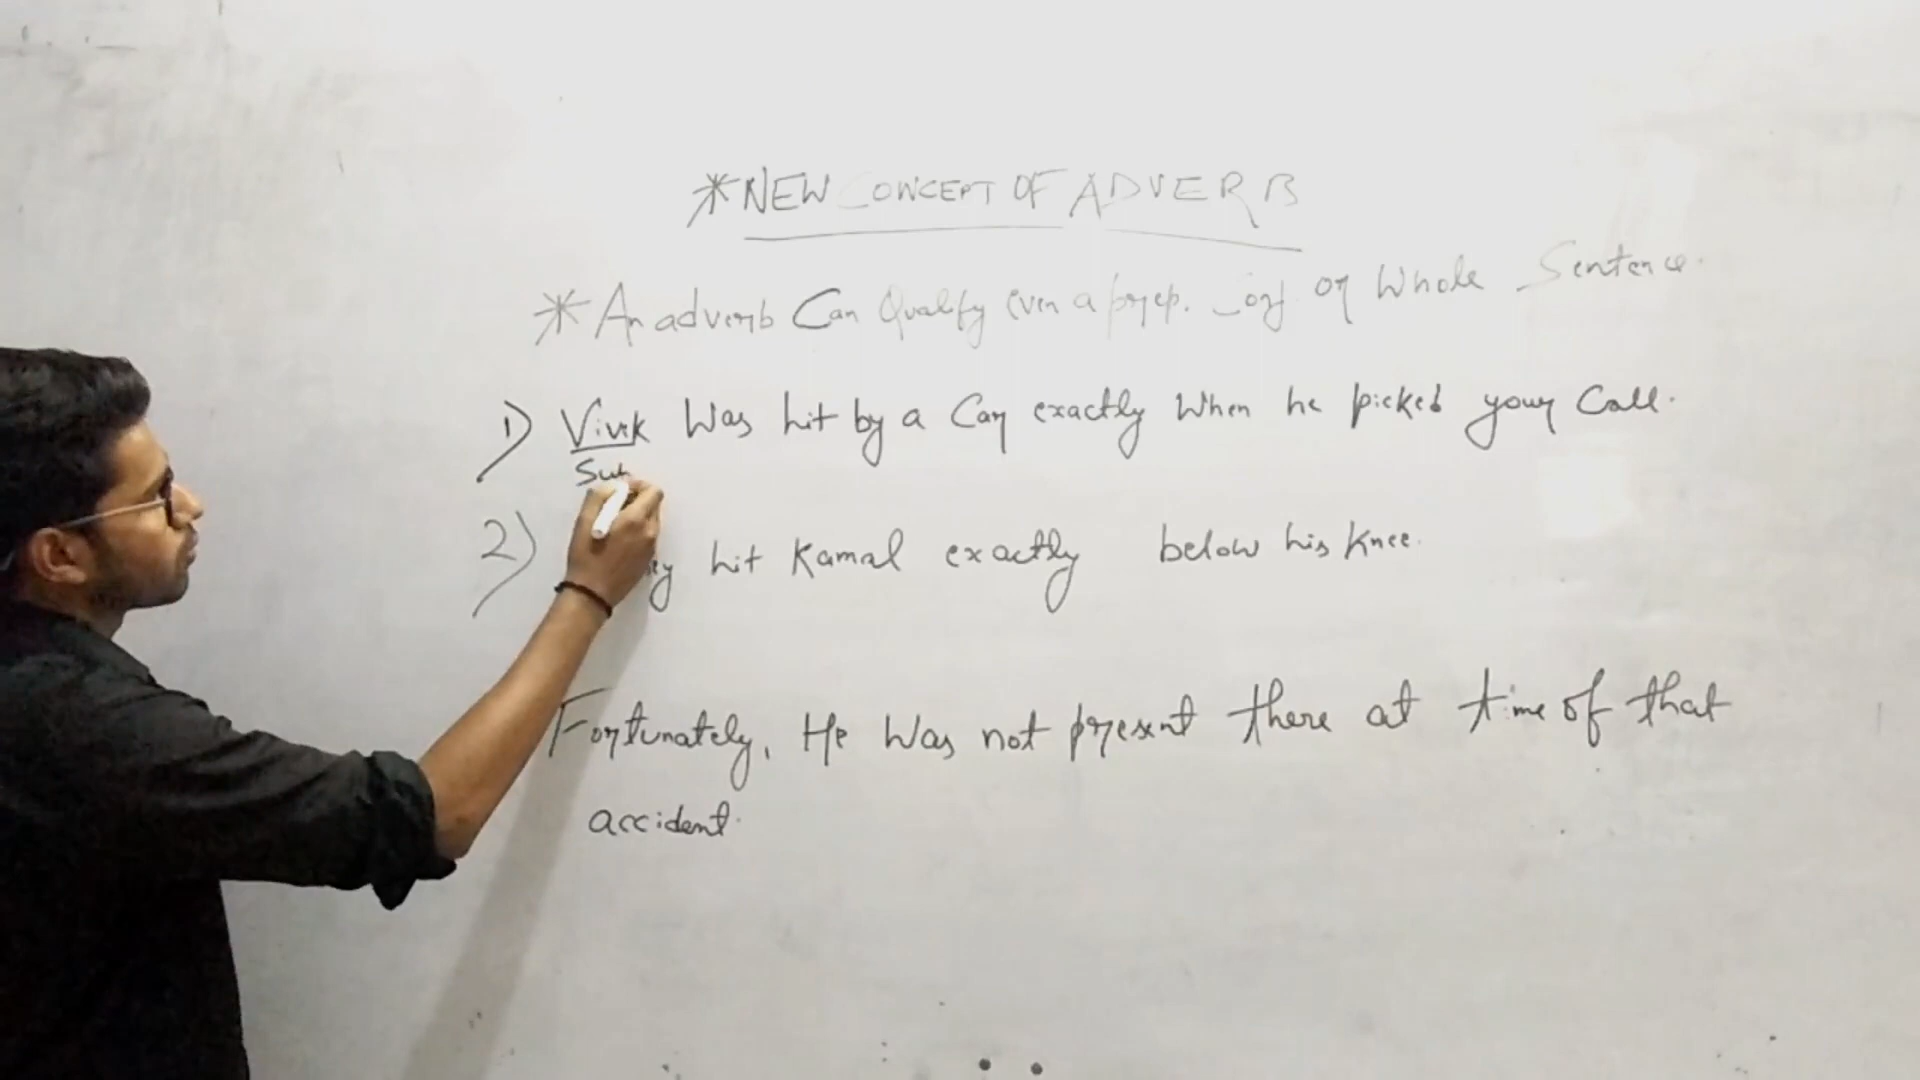 *NEW CONCEPT OF ADVERB
* An adverb Can Qualify even a prep. Conj or Whole Sentence.
1) Vivek Was hit by a Car exactly When he picked your Call.
Su
2) hit Kamal exactly below his Knee.
Fortunately, He Was not present there at time of that
accident.